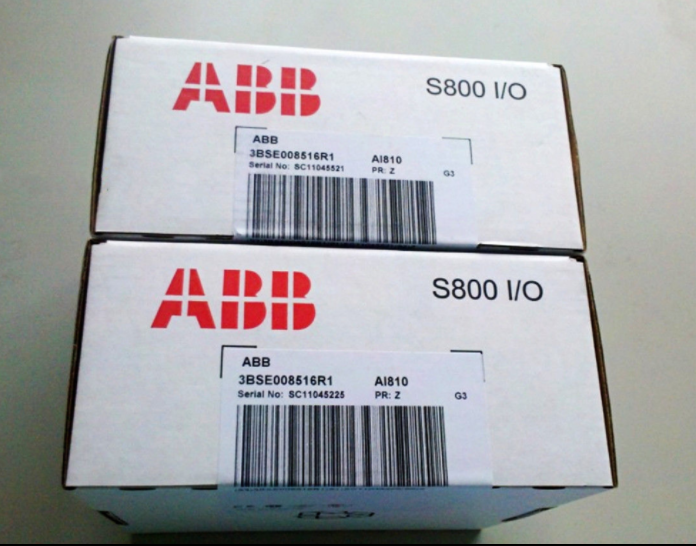 ABB
S800 I/O
ABB
3BSE008516R1 AI810
Serial No: SC11045521 PR: Z G3
ABB
S800 I/O
ABB
3BSE008516R1 AI810
Serial No: SC11045225 PR: Z G3